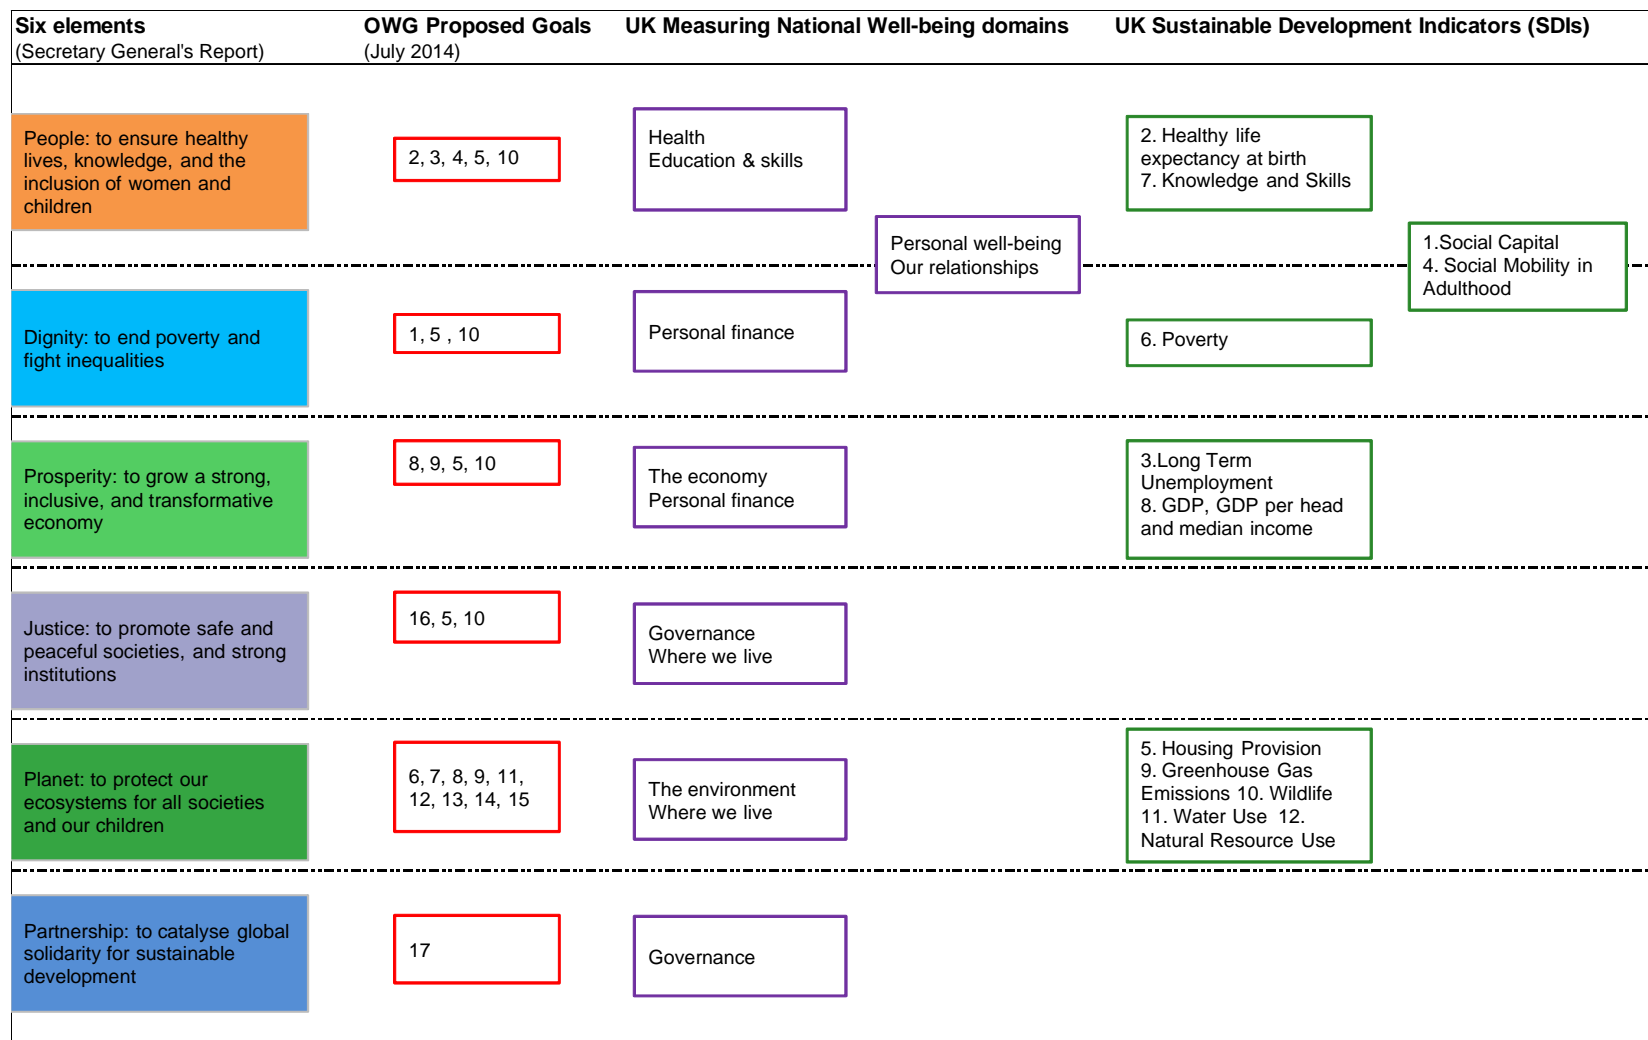 Six elements
(Secretary General's Report)
OWG Proposed Goals
(July 2014)
UK Measuring National Well-being domains
UK Sustainable Development Indicators (SDIs)
People: to ensure healthy
lives, knowledge, and the
inclusion of women and
children
2, 3, 4, 5, 10
Health
Education & skills
2. Healthy life
expectancy at birth
7. Knowledge and Skills
Personal well-being
Our relationships
1.Social Capital
4. Social Mobility in
Adulthood
Dignity: to end poverty and
fight inequalities
1, 5 , 10
Personal finance
6. Poverty
Prosperity: to grow a strong,
inclusive, and transformative
economy
8, 9, 5, 10
The economy
Personal finance
3.Long Term
Unemployment
8. GDP, GDP per head
and median income
Justice: to promote safe and
peaceful societies, and strong
institutions
16, 5, 10
Governance
Where we live
Planet: to protect our
ecosystems for all societies
and our children
6, 7, 8, 9, 11,
12, 13, 14, 15
The environment
Where we live
5. Housing Provision
9. Greenhouse Gas
Emissions 10. Wildlife
11. Water Use 12.
Natural Resource Use
Partnership: to catalyse global
solidarity for sustainable
development
17
Governance